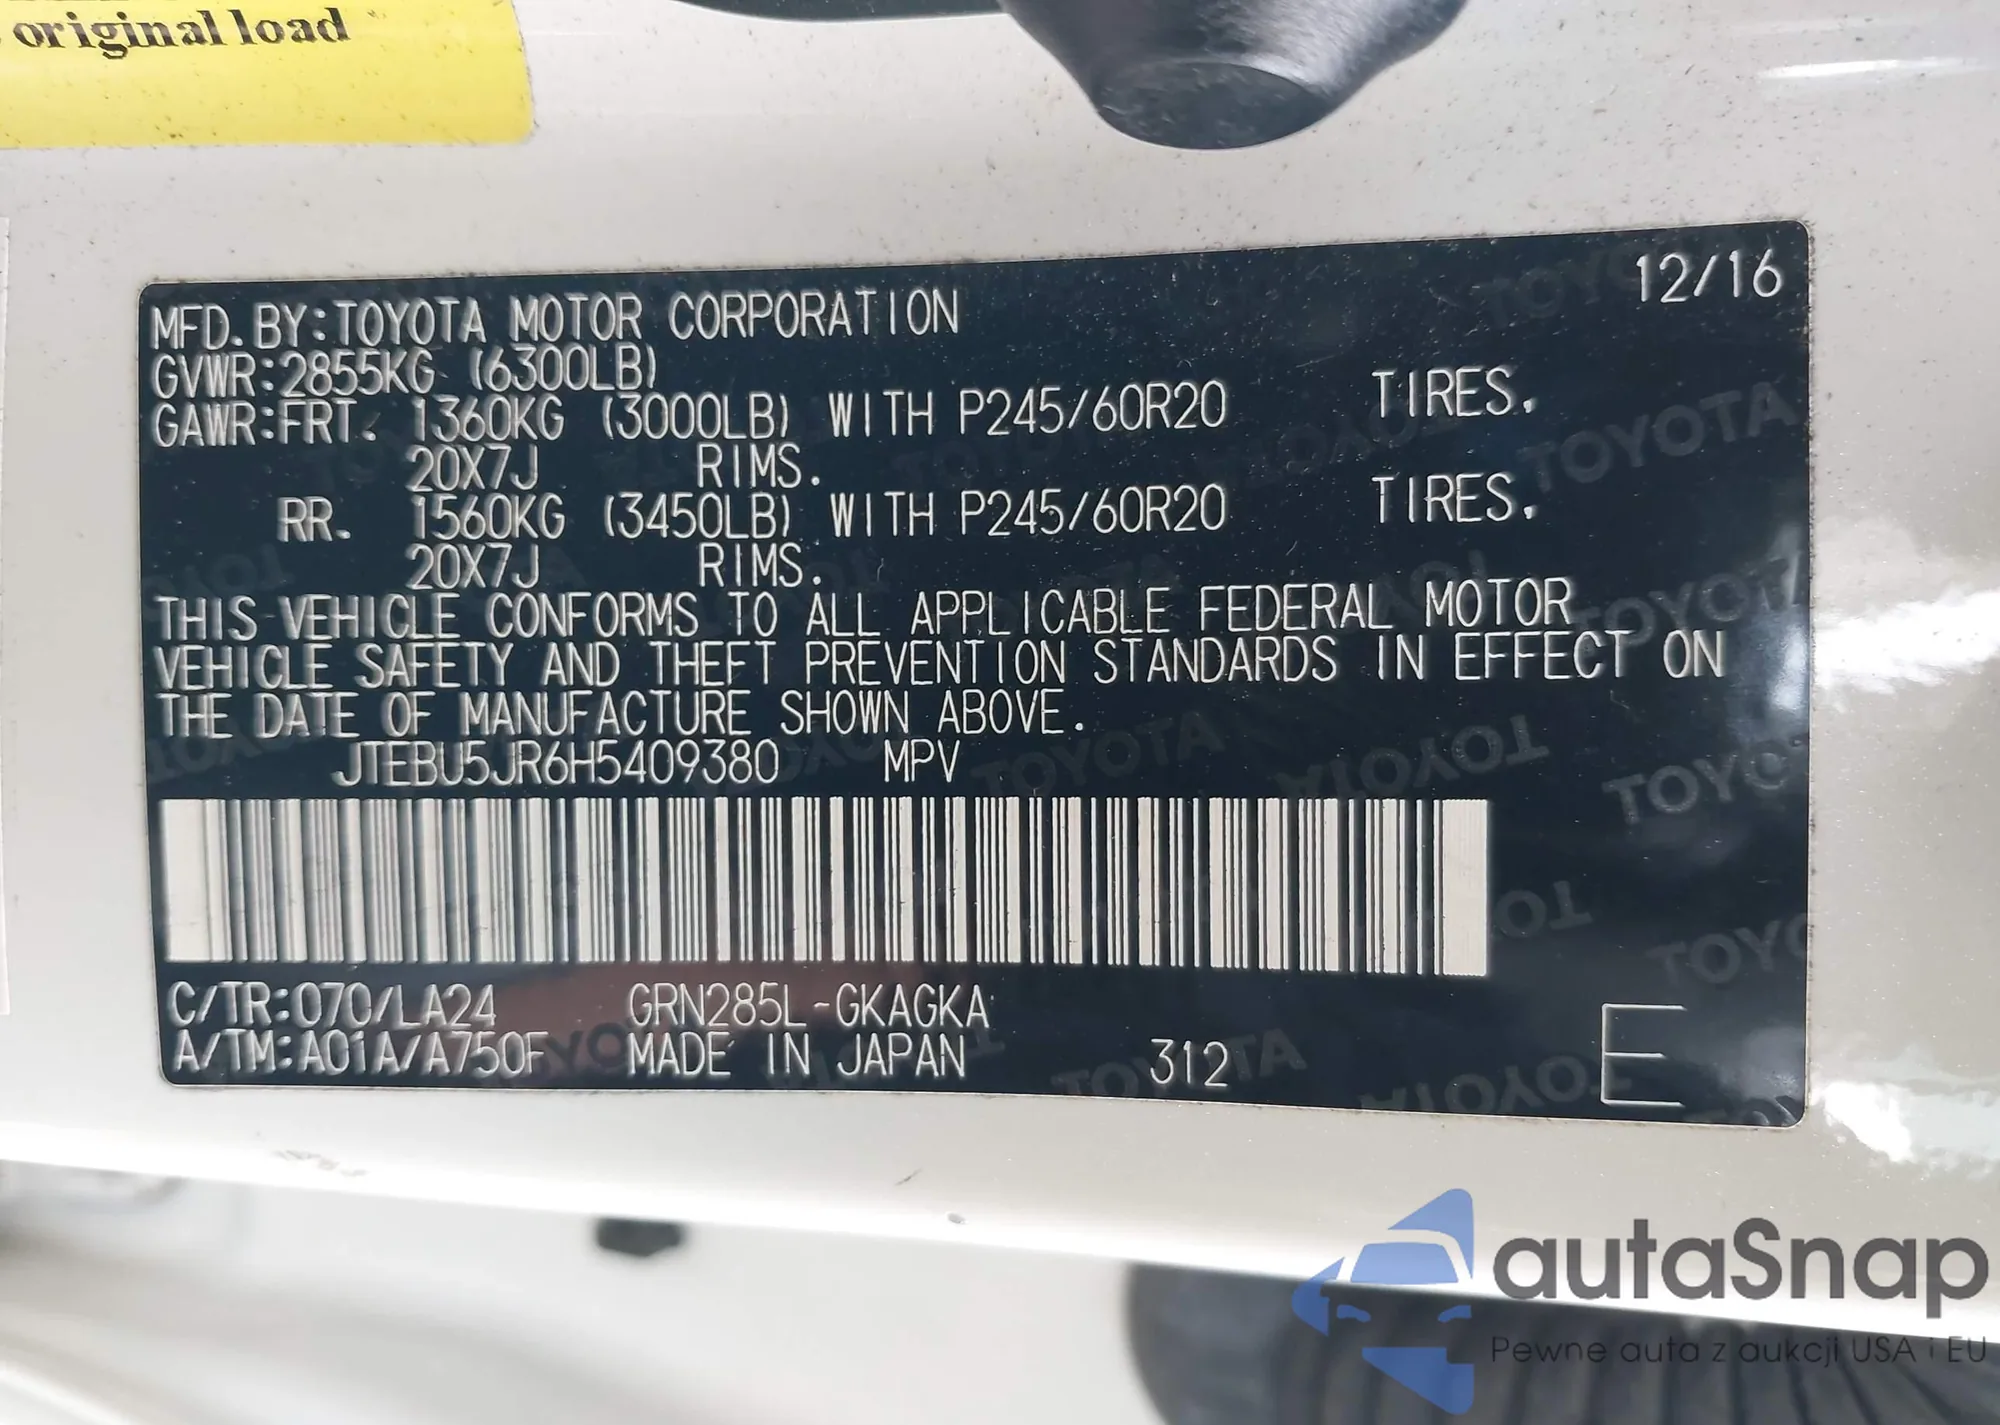 original load
12/16
MFD. BY:TOYOTA MOTOR CORPORATION
GVWR:2855KG (6300LB)
GAWR:FRT. 1360KG (3000LB) WITH P245/60R20 TIRES.
20X7J RIMS.
RR. 1560KG (3450LB) WITH P245/60R20 TIRES.
20X7J RIMS.
THIS VEHICLE CONFORMS TO ALL APPLICABLE FEDERAL MOTOR
VEHICLE SAFETY AND THEFT PREVENTION STANDARDS IN EFFECT ON
THE DATE OF MANUFACTURE SHOWN ABOVE.
JTEBU5JR6H5409380 MPV
C/TR:070/LA24 GRN285L-GKAGKA
A/TM:A01A/A750F MADE IN JAPAN 312 E
autaSnap
Pewne auta z aukcji USA i EU